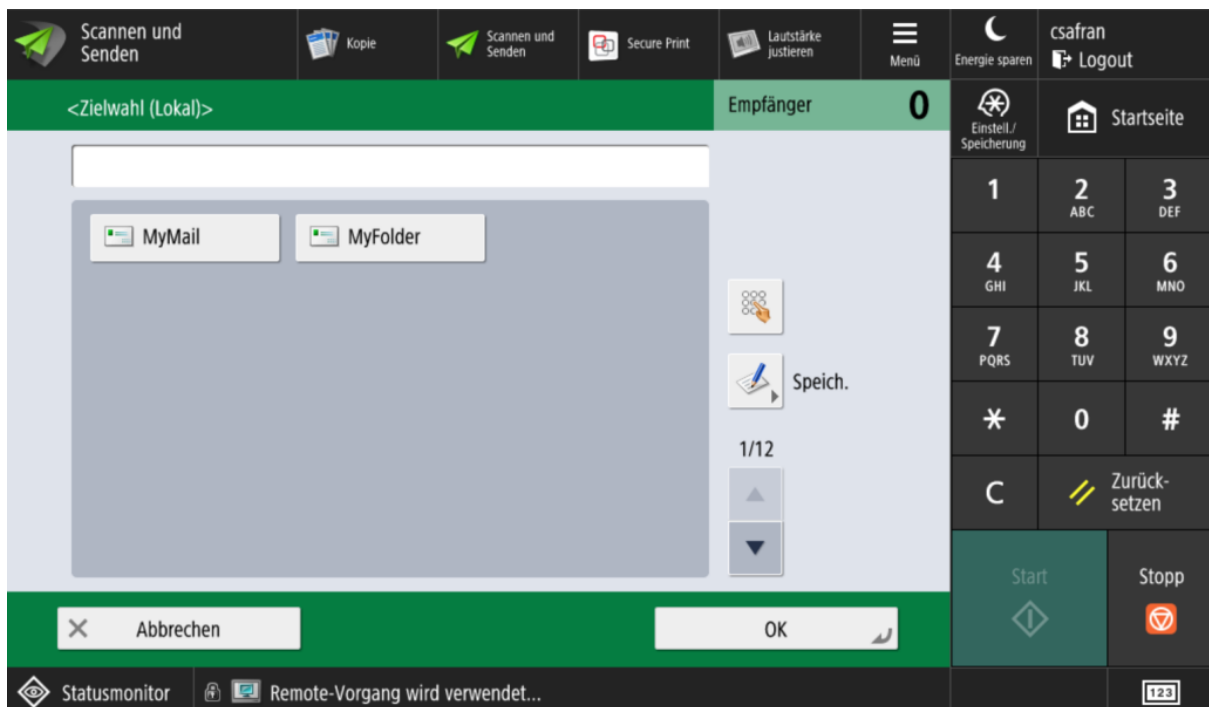 Scannen und
Senden
Kopie
Scannen und
Senden
Secure Print
Lautstärke
justieren
Menü
Energie sparen
csafran
Logout
<Zielwahl (Lokal)>
Empfänger 0
Einstell./
Speicherung
Startseite
MyMail
MyFolder
1
2
ABC
3
DEF
4
GHI
5
JKL
6
MNO
7
PQRS
8
TUV
9
WXYZ
Speich.
1/12
* 0 #
C
Zurück-
setzen
Start
Stopp
Abbrechen
OK
Statusmonitor
Remote-Vorgang wird verwendet...
123